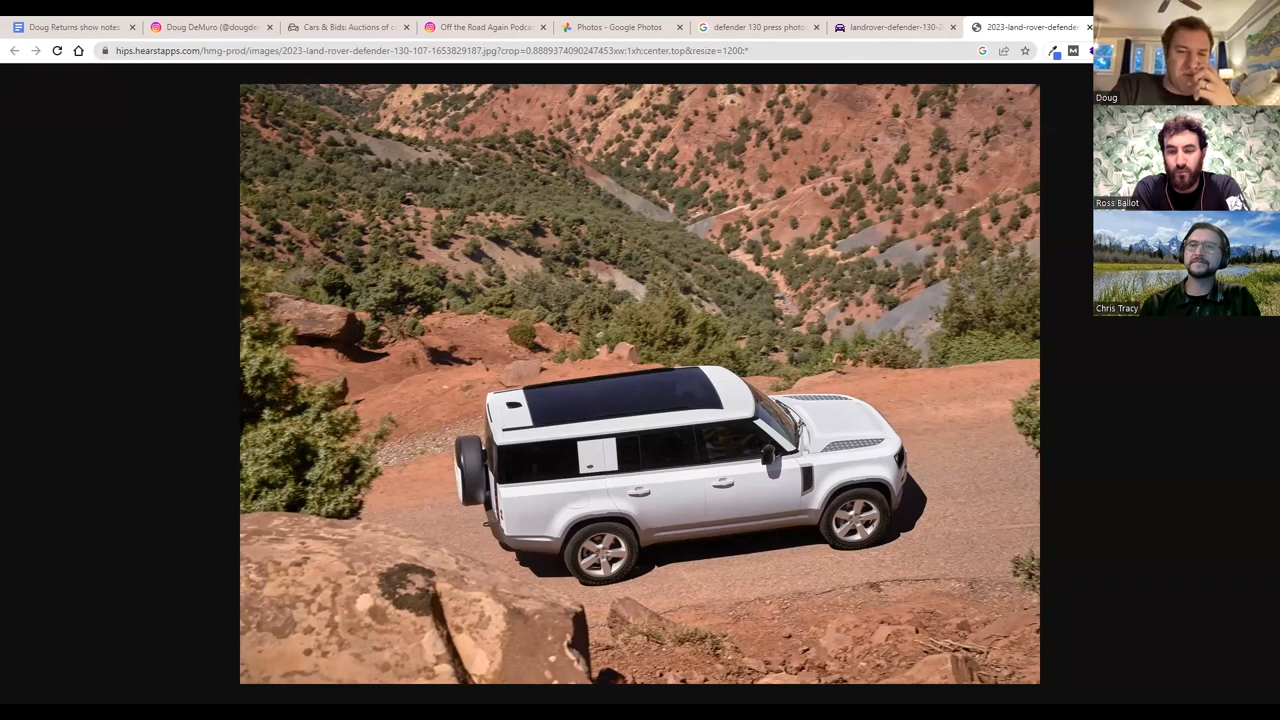 Doug Returns show notes
Doug DeMuro (@dougde
Cars & Bids: Auctions of c
Off the Road Again Podca
Photos - Google Photos
defender 130 press photo
landrover-defender-130-2
2023-land-rover-defender
hips.hearstapps.com/hmg-prod/images/2023-land-rover-defender-130-107-1653829187.jpg?crop=0.8889374090247453xw:1xh;center,top&resize=1200:*
Doug
Ross Ballot
Chris Tracy